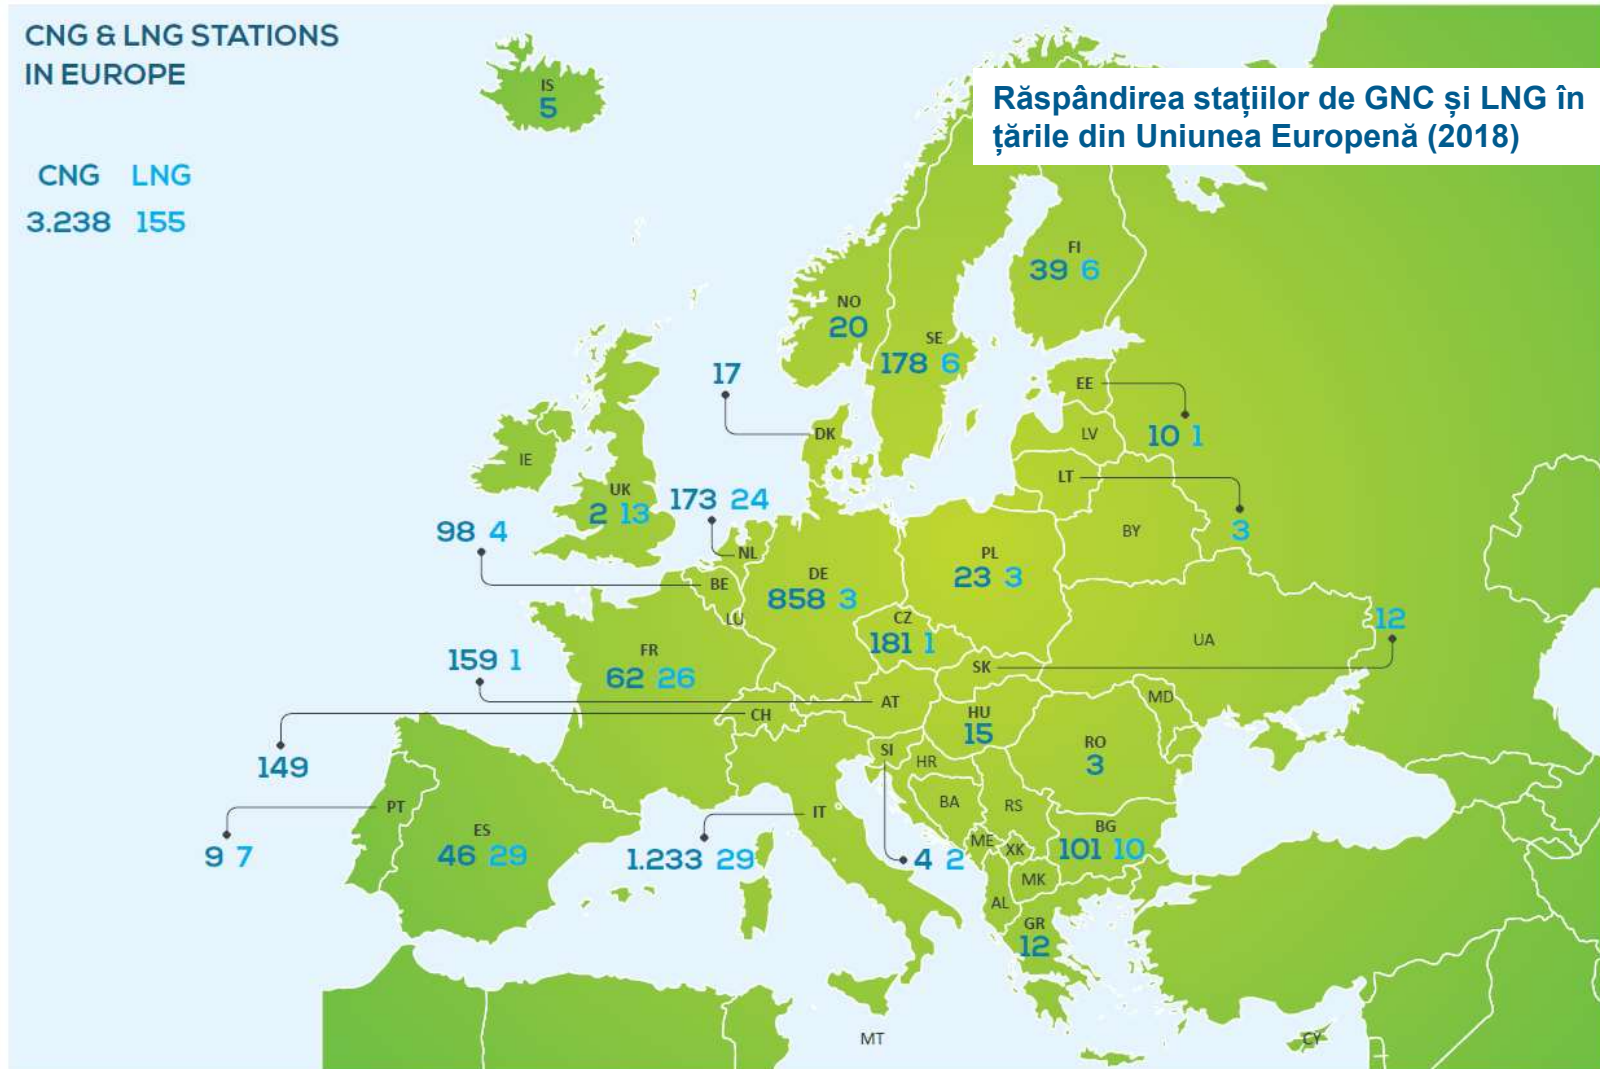 CNG & LNG STATIONS
IN EUROPE
Răspândirea stațiilor de GNC și LNG în
țările din Uniunea Europenă (2018)
CNG LNG
3.238 155
IS
5
FI
39 6
NO
20
SE
178 6
17
DK
EE
10 1
LV
LT
3
IE
UK
2 13
173 24
NL
98 4
BE
LU
BY
PL
23 3
DE
858 3
CZ
181 1
12
SK
UA
FR
62 26
159 1
AT
CH
149
MD
HU
15
RO
3
SI
4 2
HR
BA
RS
PT
9 7
ES
46 29
IT
1.233 29
ME
XK
BG
101 10
MK
AL
GR
12
MT
CY